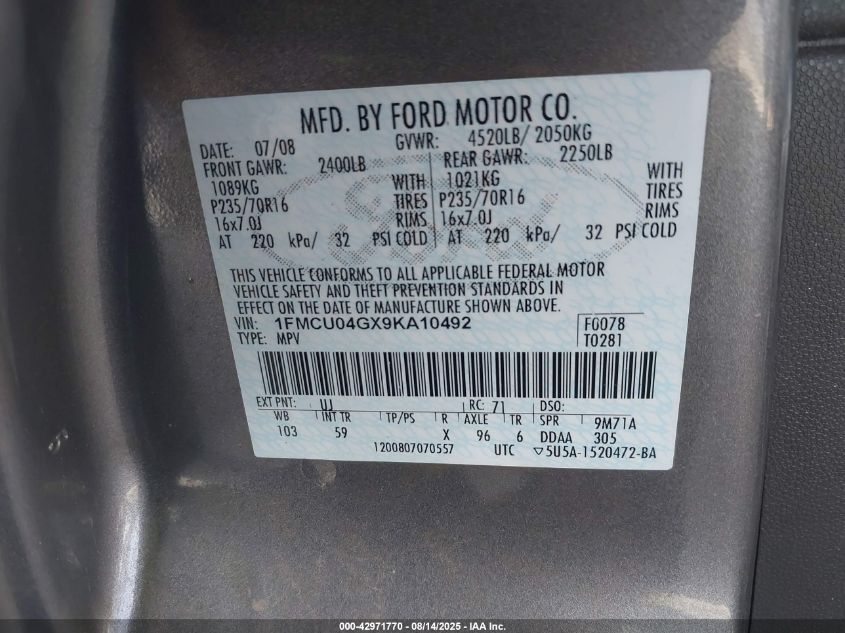 MFD. BY FORD MOTOR CO.
DATE: 07/08 GVWR: 4520LB/ 2050KG
FRONT GAWR: 2400LB REAR GAWR: 2250LB
1089KG WITH 1021KG WITH
P235/70R16 TIRES P235/70R16 TIRES
16x7.0J RIMS 16x7.0J RIMS
AT 220 kPa/ 32 PSI COLD AT 220 kPa/ 32 PSI COLD
THIS VEHICLE CONFORMS TO ALL APPLICABLE FEDERAL MOTOR
VEHICLE SAFETY AND THEFT PREVENTION STANDARDS IN
EFFECT ON THE DATE OF MANUFACTURE SHOWN ABOVE.
VIN: 1FMCU04GX9KA10492 F0078
TYPE: MPV T0281
EXT PNT: UJ RC: 71 DSO:
WB INT TR TP/PS R AXLE TR SPR 9M71A
103 59 X 96 6 DDAA 305
1200807070557 UTC ▽5U5A-1520472-BA
000-42971770 - 08/14/2025 - IAA Inc.